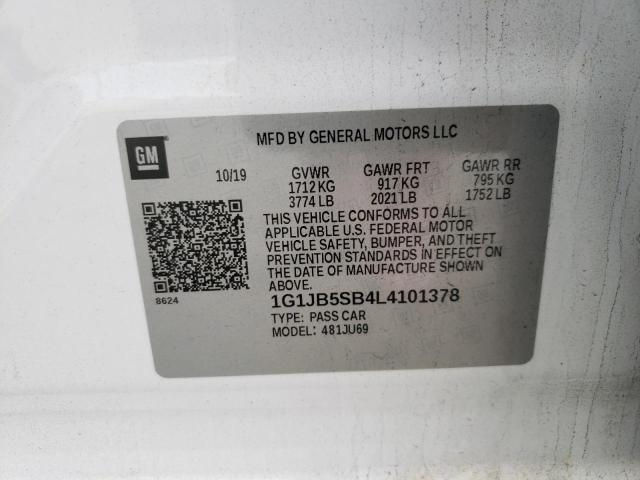 GM
MFD BY GENERAL MOTORS LLC
10/19 GVWR GAWR FRT GAWR RR
1712 KG 917 KG 795 KG
3774 LB 2021 LB 1752 LB
THIS VEHICLE CONFORMS TO ALL
APPLICABLE U.S. FEDERAL MOTOR
VEHICLE SAFETY, BUMPER, AND THEFT
PREVENTION STANDARDS IN EFFECT ON
THE DATE OF MANUFACTURE SHOWN
ABOVE.
8624
1G1JB5SB4L4101378
TYPE: PASS CAR
MODEL: 481JU69